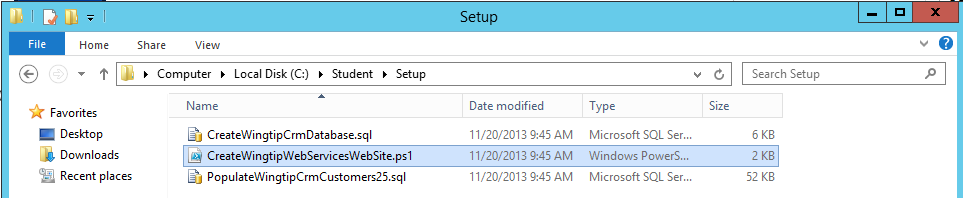 Setup
File Home Share View
Computer Local Disk (C:) Student Setup Search Setup
Favorites Name Date modified Type Size
Desktop CreateWingtipCrmDatabase.sql 11/20/2013 9:45 AM Microsoft SQL Ser... 6 KB
Downloads CreateWingtipWebServicesWebSite.ps1 11/20/2013 9:45 AM Windows PowerS... 2 KB
Recent places PopulateWingtipCrmCustomers25.sql 11/20/2013 9:45 AM Microsoft SQL Ser... 52 KB